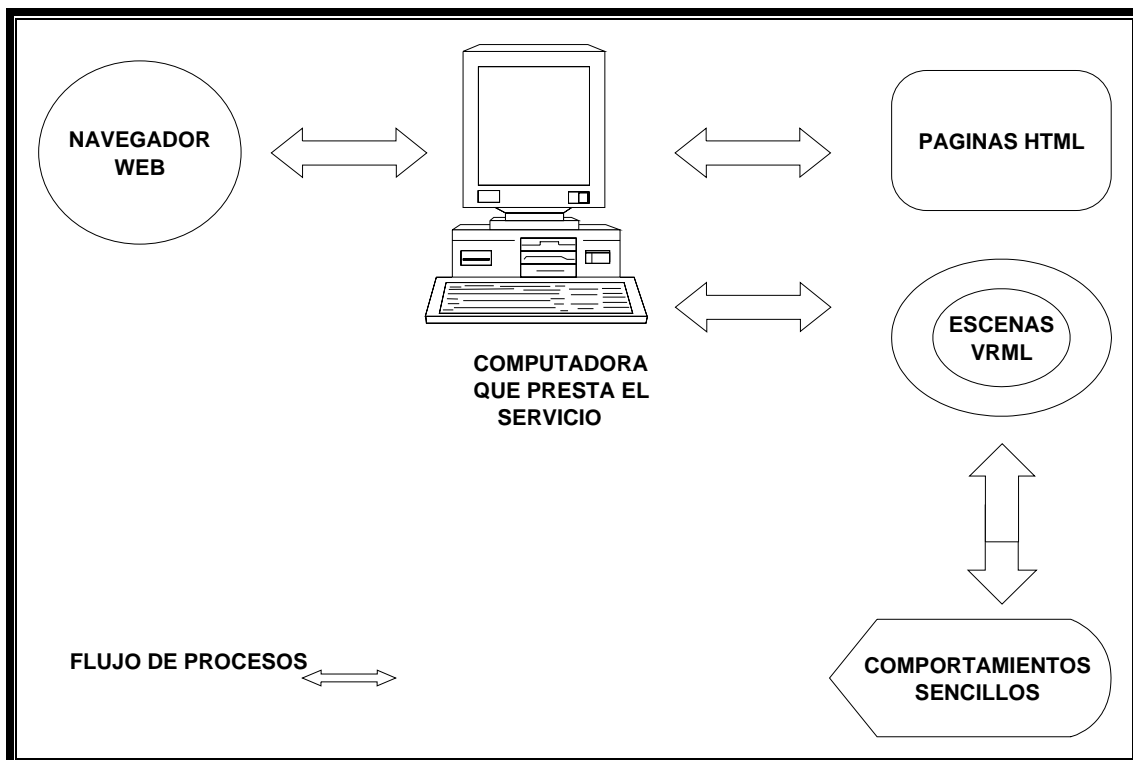 NAVEGADOR
WEB
PAGINAS HTML
ESCENAS
VRML
COMPUTADORA
QUE PRESTA EL
SERVICIO
FLUJO DE PROCESOS
COMPORTAMIENTOS
SENCILLOS